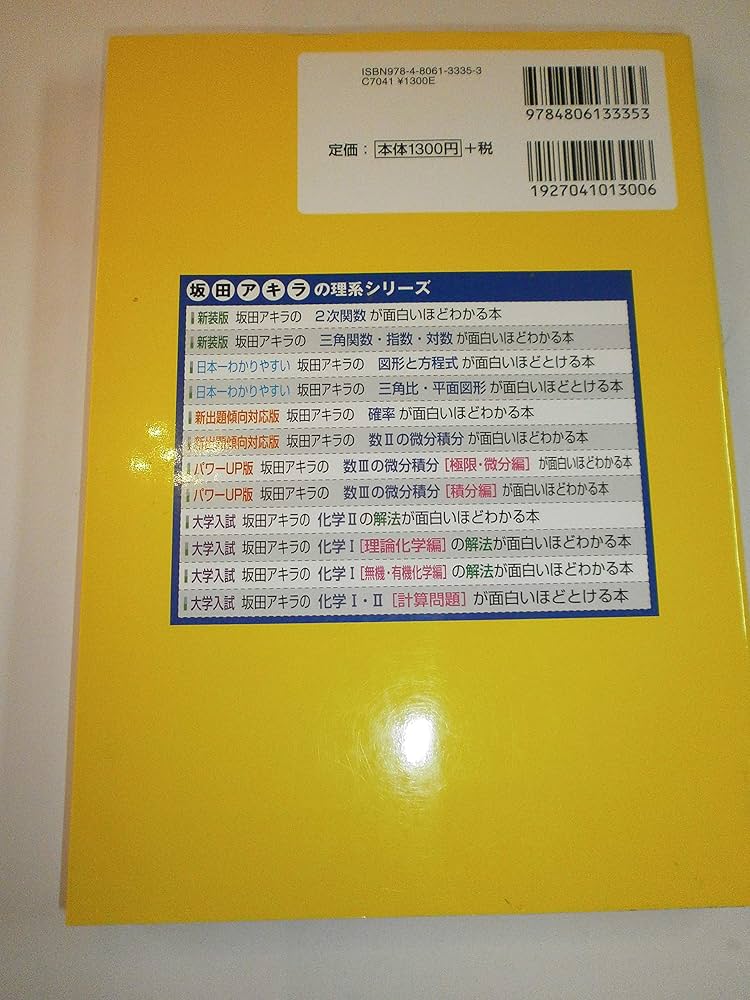 ISBN978-4-8061-3335-3
C7041 ¥1300E
9784806133353
定価：本体1300円＋税
1927041013006
坂田アキラの理系シリーズ
新装版 坂田アキラの 2次関数が面白いほどわかる本
新装版 坂田アキラの 三角関数・指数・対数が面白いほどわかる本
日本一わかりやすい 坂田アキラの 図形と方程式が面白いほどとける本
日本一わかりやすい 坂田アキラの 三角比・平面図形が面白いほどとける本
新出題傾向対応版 坂田アキラの 確率が面白いほどわかる本
新出題傾向対応版 坂田アキラの 数Ⅱの微分積分が面白いほどわかる本
パワーUP版 坂田アキラの 数Ⅲの微分積分［極限・微分編］が面白いほどわかる本
パワーUP版 坂田アキラの 数Ⅲの微分積分［積分編］が面白いほどわかる本
大学入試 坂田アキラの 化学Ⅱの解法が面白いほどわかる本
大学入試 坂田アキラの 化学Ⅰ［理論化学編］の解法が面白いほどわかる本
大学入試 坂田アキラの 化学Ⅰ［無機・有機化学編］の解法が面白いほどわかる本
大学入試 坂田アキラの 化学Ⅰ・Ⅱ［計算問題］が面白いほどとける本